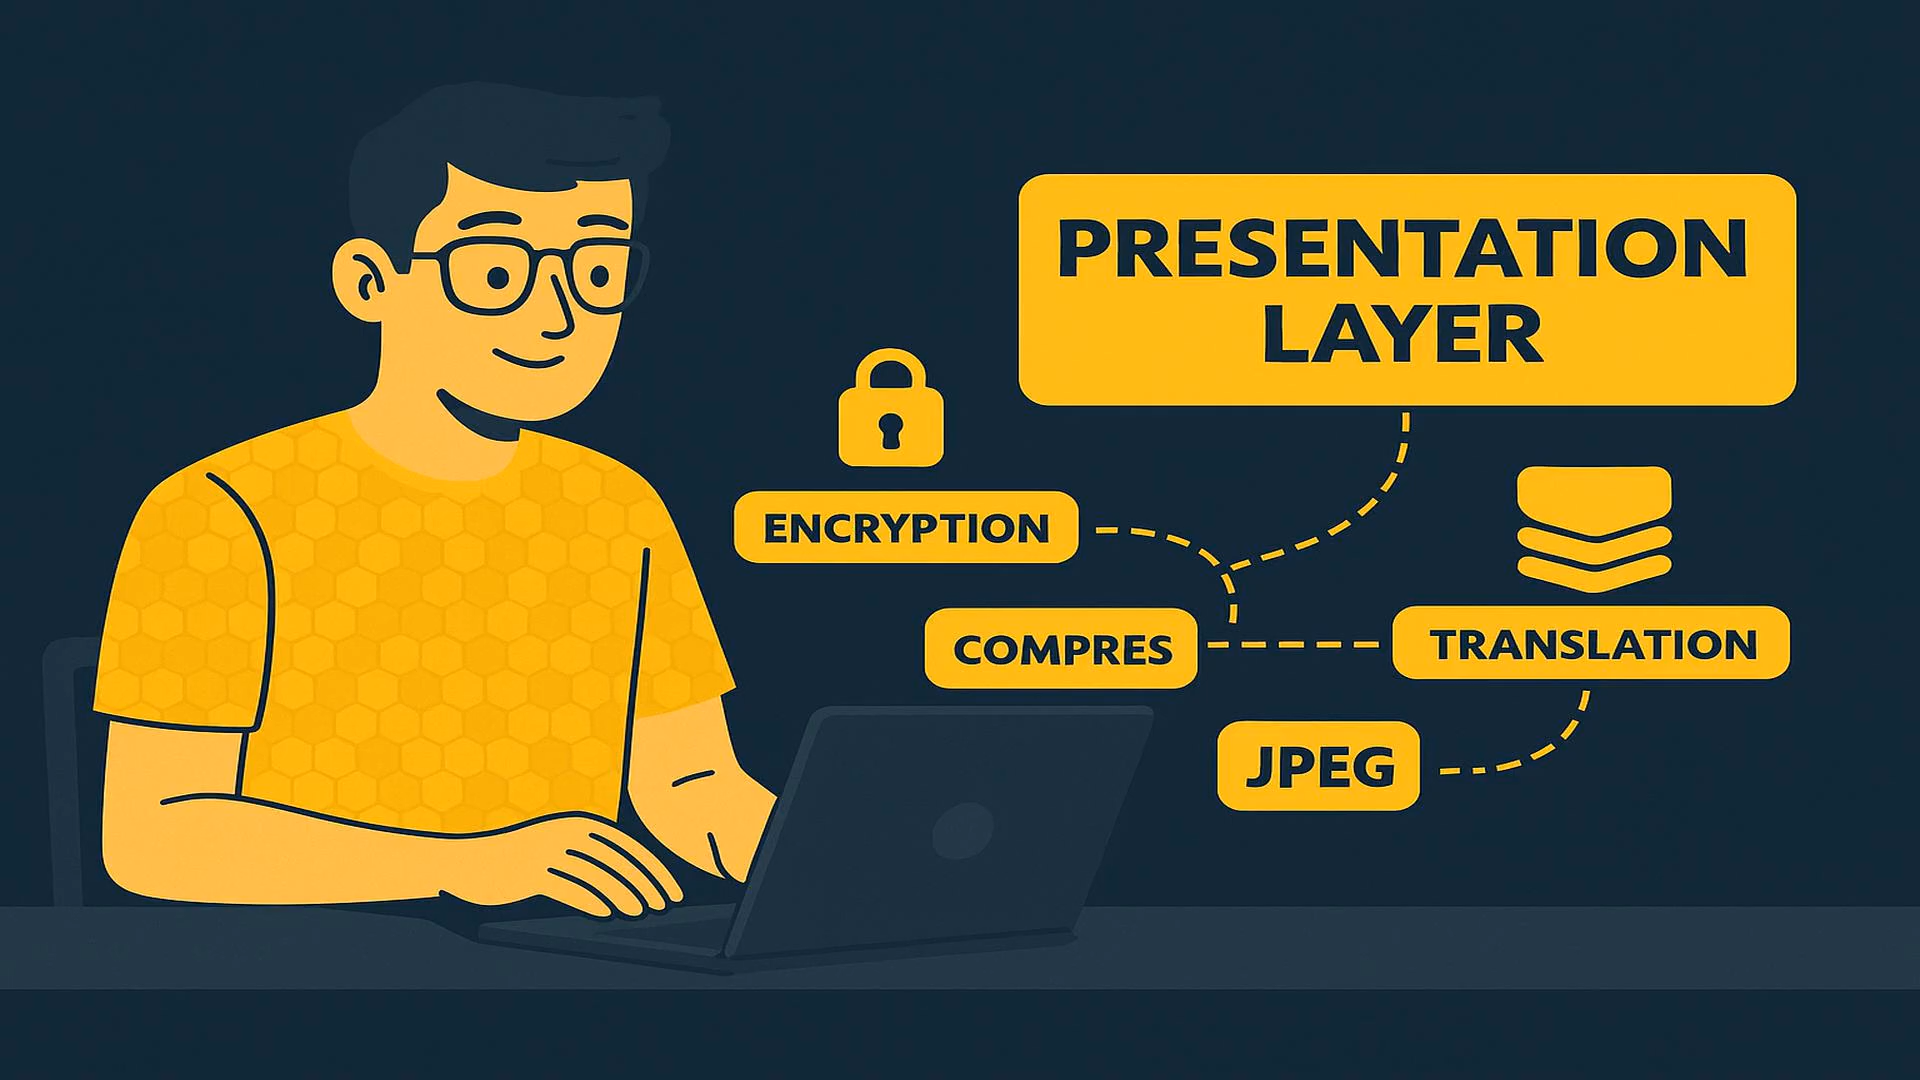 PRESENTATION
LAYER
ENCRYPTION
COMPRES
TRANSLATION
JPEG